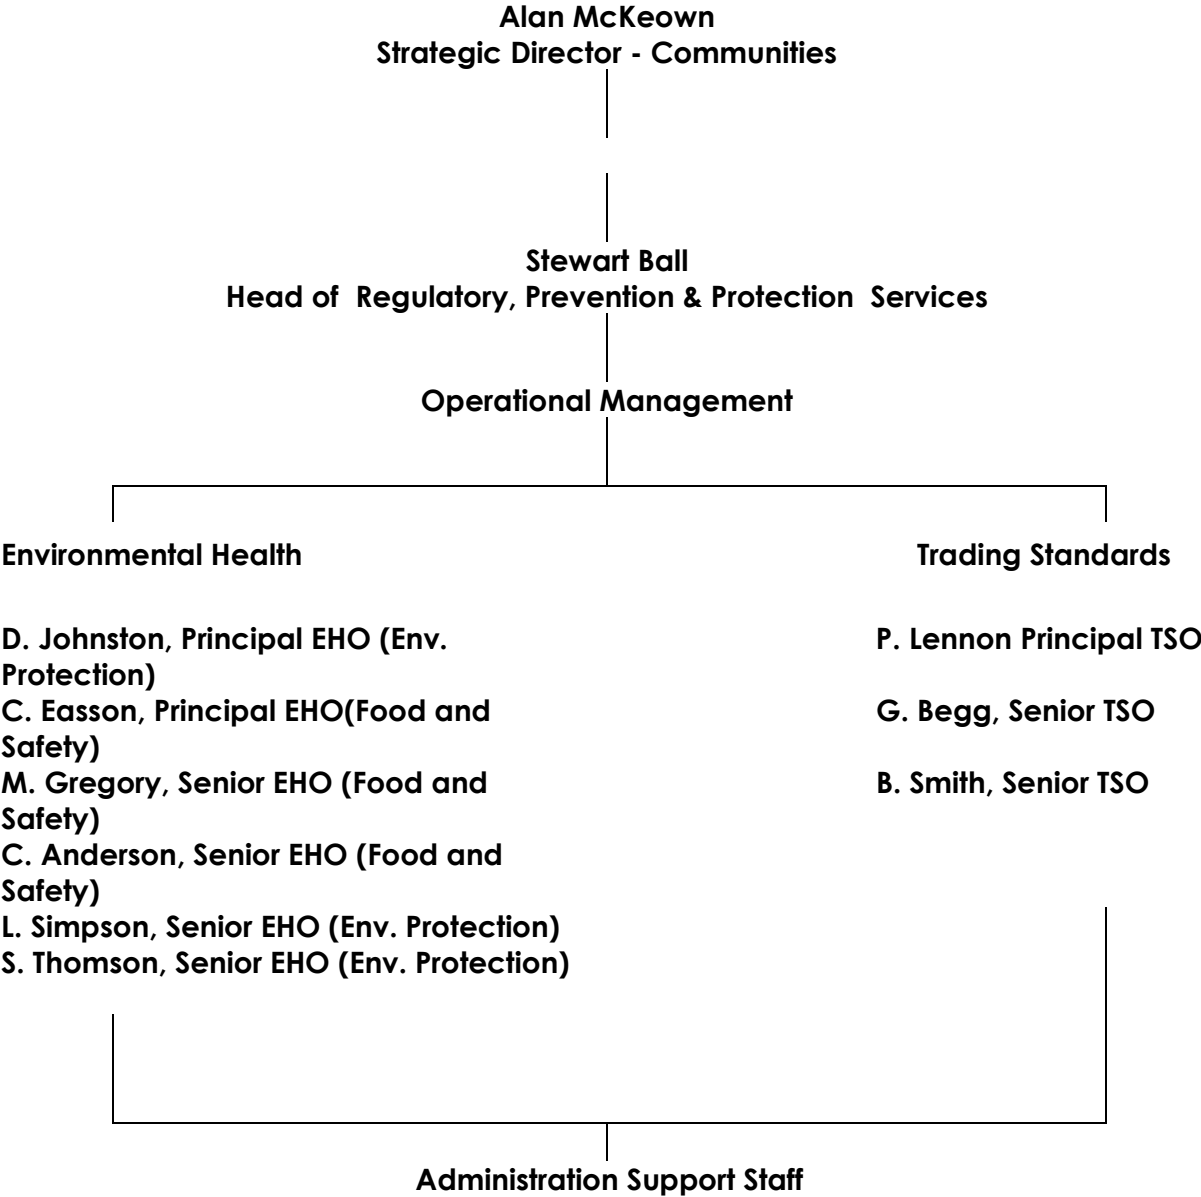 Alan McKeown
Strategic Director - Communities
Stewart Ball
Head of Regulatory, Prevention & Protection Services
Operational Management
Environmental Health
D. Johnston, Principal EHO (Env.
Protection)
C. Easson, Principal EHO(Food and
Safety)
M. Gregory, Senior EHO (Food and
Safety)
C. Anderson, Senior EHO (Food and
Safety)
L. Simpson, Senior EHO (Env. Protection)
S. Thomson, Senior EHO (Env. Protection)
Trading Standards
P. Lennon Principal TSO
G. Begg, Senior TSO
B. Smith, Senior TSO
Administration Support Staff